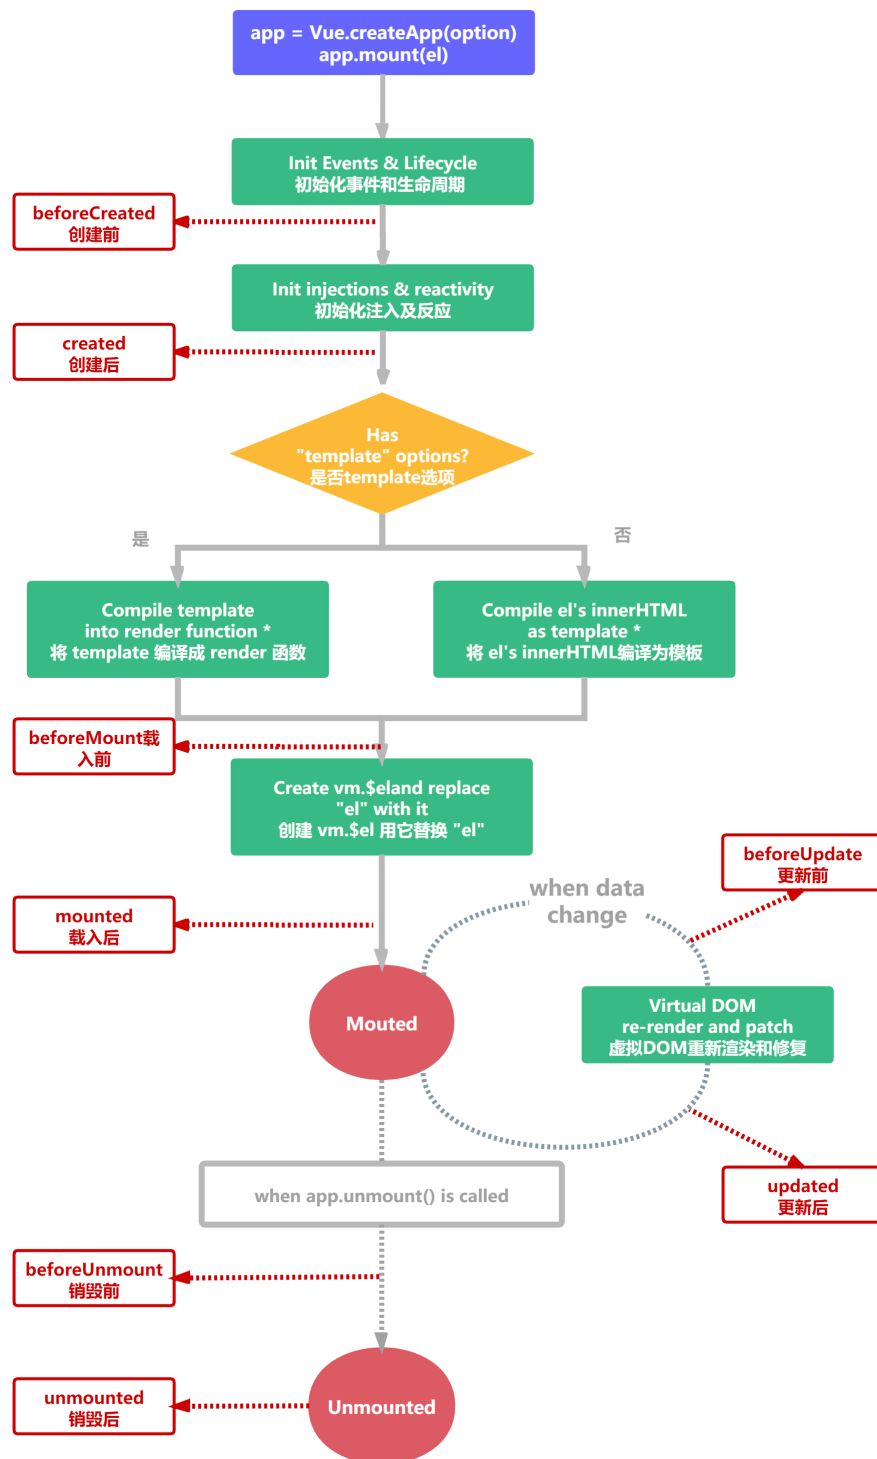 app = Vue.createApp(option)
app.mount(el)
Init Events & Lifecycle
初始化事件和生命周期
beforeCreated
创建前
Init injections & reactivity
初始化注入及反应
created
创建后
Has
"template" options?
是否template选项
是
否
Compile template
into render function *
将 template 编译成 render 函数
Compile el's innerHTML
as template *
将 el's innerHTML编译为模板
beforeMount载
入前
Create vm.$eland replace
"el" with it
创建 vm.$el 用它替换 "el"
beforeUpdate
更新前
when data
change
mounted
载入后
Mouted
Virtual DOM
re-render and patch
虚拟DOM重新渲染和修复
when app.unmount() is called
updated
更新后
beforeUnmount
销毁前
unmounted
销毁后
Unmounted